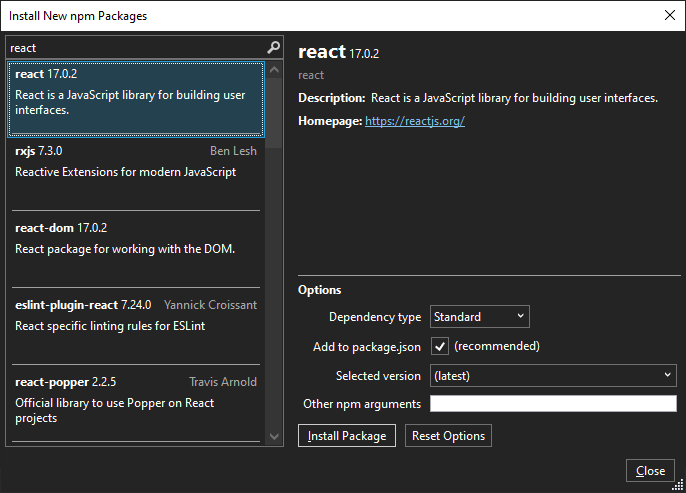 Install New npm Packages
react
react 17.0.2
React is a JavaScript library for building user
interfaces.
rxjs 7.3.0 Ben Lesh
Reactive Extensions for modern JavaScript
react-dom 17.0.2
React package for working with the DOM.
eslint-plugin-react 7.24.0 Yannick Croissant
React specific linting rules for ESLint
react-popper 2.2.5 Travis Arnold
Official library to use Popper on React
projects
react 17.0.2
react
Description: React is a JavaScript library for building user interfaces.
Homepage: https://reactjs.org/
Options
Dependency type Standard
Add to package.json (recommended)
Selected version (latest)
Other npm arguments
Install Package Reset Options
Close